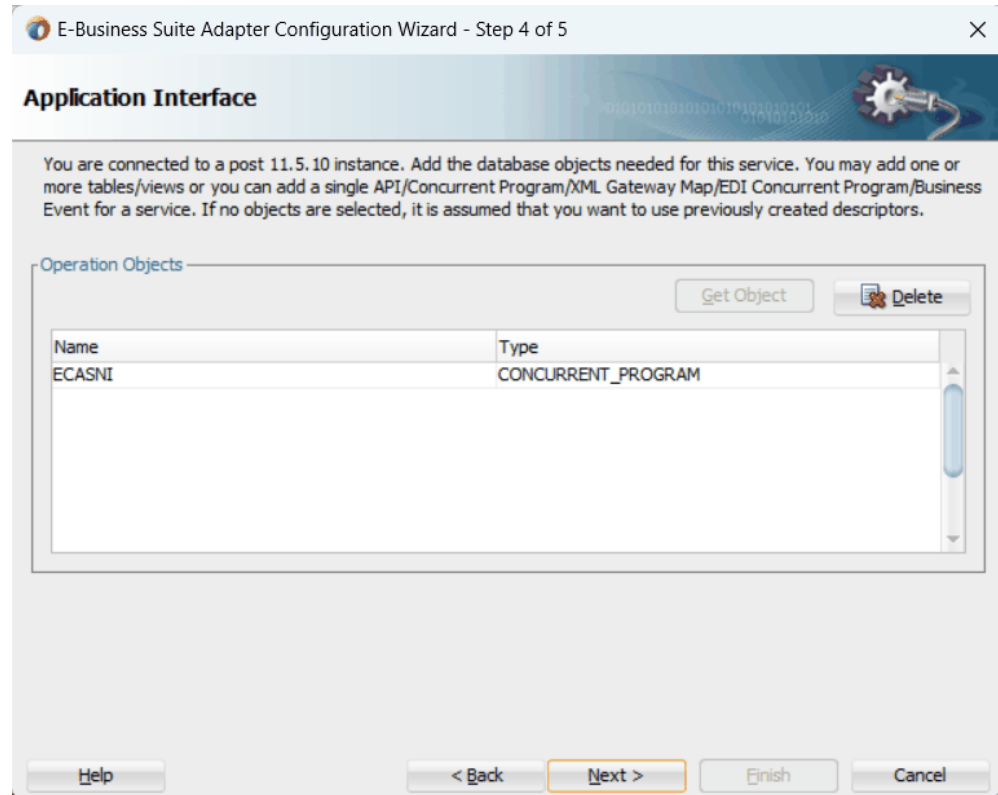 E-Business Suite Adapter Configuration Wizard - Step 4 of 5
Application Interface
You are connected to a post 11.5.10 instance. Add the database objects needed for this service. You may add one or
more tables/views or you can add a single API/Concurrent Program/XML Gateway Map/EDI Concurrent Program/Business
Event for a service. If no objects are selected, it is assumed that you want to use previously created descriptors.
Operation Objects
Get Object Delete
Name Type
ECASNI CONCURRENT_PROGRAM
Help < Back Next > Finish Cancel